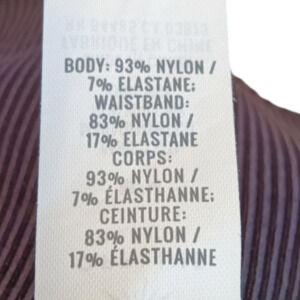 BODY: 93% NYLON /
7% ELASTANE;
WAISTBAND:
83% NYLON /
17% ELASTANE
CORPS:
93% NYLON /
7% ÉLASTHANNE;
CEINTURE:
83% NYLON /
17% ÉLASTHANNE